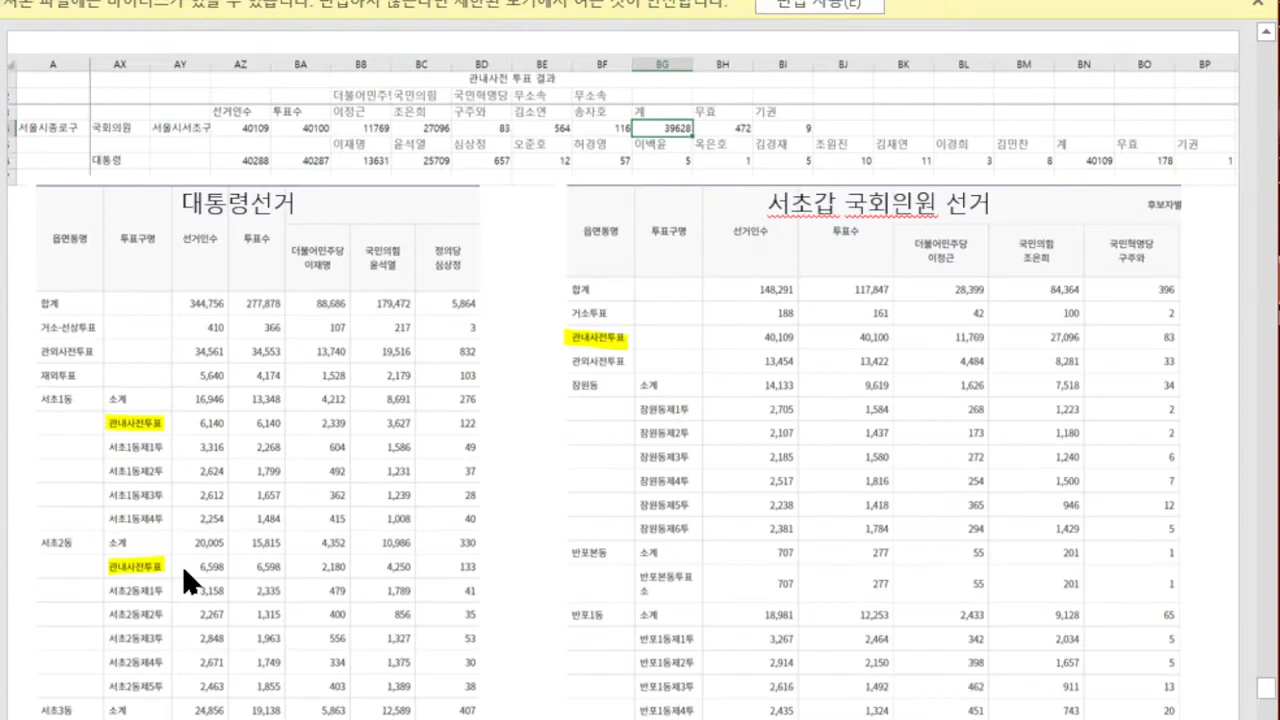 A AX AY AZ BA BB BC BD BE BF BG BH BI BJ BK BL BM BN BO BP
관내사전 투표 결과
더불어민주 국민의힘 국민혁명당 무소속 무소속
선거인수 투표수 이정근 조은희 구주와 김소연 송자호 계 무효 기권
서울시종로구 국회의원 서울시서초구 40109 40100 11769 27096 83 564 116 39628 472 9
이재명 윤석열 심상정 오준호 허경영 이백윤 옥은호 김경재 조원진 김재연 이경희 김민찬 계 무효 기권
대통령 40288 40287 13631 25709 657 12 57 5 1 5 10 11 3 8 40109 178 1
대통령선거
읍면동명 투표구명 선거인수 투표수 더불어민주당 이재명 국민의힘 윤석열 정의당 심상정
합계 344,756 277,878 88,686 179,472 5,864
거소·선상투표 410 366 107 217 3
관외사전투표 34,561 34,553 13,740 19,516 832
재외투표 5,640 4,174 1,528 2,179 103
서초1동 소계 16,946 13,348 4,212 8,691 276
관내사전투표 6,140 6,140 2,339 3,627 122
서초1동제1투 3,316 2,268 604 1,586 49
서초1동제2투 2,624 1,799 492 1,231 37
서초1동제3투 2,612 1,657 362 1,239 28
서초1동제4투 2,254 1,484 415 1,008 40
서초2동 소계 20,005 15,815 4,352 10,986 330
관내사전투표 6,598 6,598 2,180 4,250 133
서초2동제1투 3,158 2,335 479 1,789 41
서초2동제2투 2,267 1,315 400 856 35
서초2동제3투 2,848 1,963 556 1,327 53
서초2동제4투 2,671 1,749 334 1,375 30
서초2동제5투 2,463 1,855 403 1,389 38
서초3동 소계 24,856 19,138 5,863 12,589 407
서초갑 국회의원 선거
후보자별
읍면동명 투표구명 선거인수 투표수 더불어민주당 이정근 국민의힘 조은희 국민혁명당 구주와
합계 148,291 117,847 28,399 84,364 396
거소투표 188 161 42 100 2
관내사전투표 40,109 40,100 11,769 27,096 83
관외사전투표 13,454 13,422 4,484 8,281 33
잠원동 소계 14,133 9,619 1,626 7,518 34
잠원동제1투 2,705 1,584 268 1,223 2
잠원동제2투 2,107 1,437 173 1,180 2
잠원동제3투 2,185 1,580 272 1,240 6
잠원동제4투 2,517 1,816 254 1,500 7
잠원동제5투 2,238 1,418 365 946 12
잠원동제6투 2,381 1,784 294 1,429 5
반포본동 소계 707 277 55 201 1
반포본동투표소 707 277 55 201 1
반포1동 소계 18,981 12,253 2,433 9,128 65
반포1동제1투 3,267 2,464 342 2,034 5
반포1동제2투 2,914 2,150 398 1,657 5
반포1동제3투 2,616 1,492 462 911 13
반포1동제4투 2,435 1,324 451 743 20